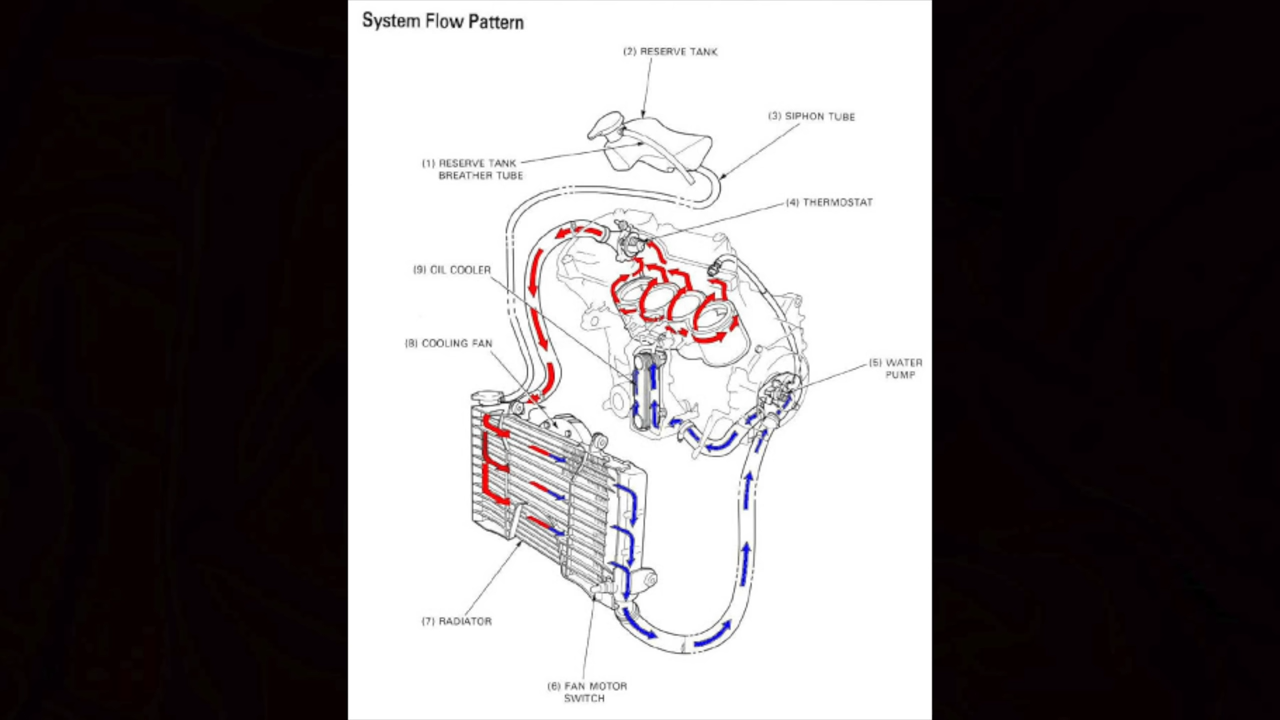 System Flow Pattern
(2) RESERVE TANK
(3) SIPHON TUBE
(1) RESERVE TANK
BREATHER TUBE
(4) THERMOSTAT
(9) OIL COOLER
(8) COOLING FAN
(5) WATER
PUMP
(7) RADIATOR
(6) FAN MOTOR
SWITCH